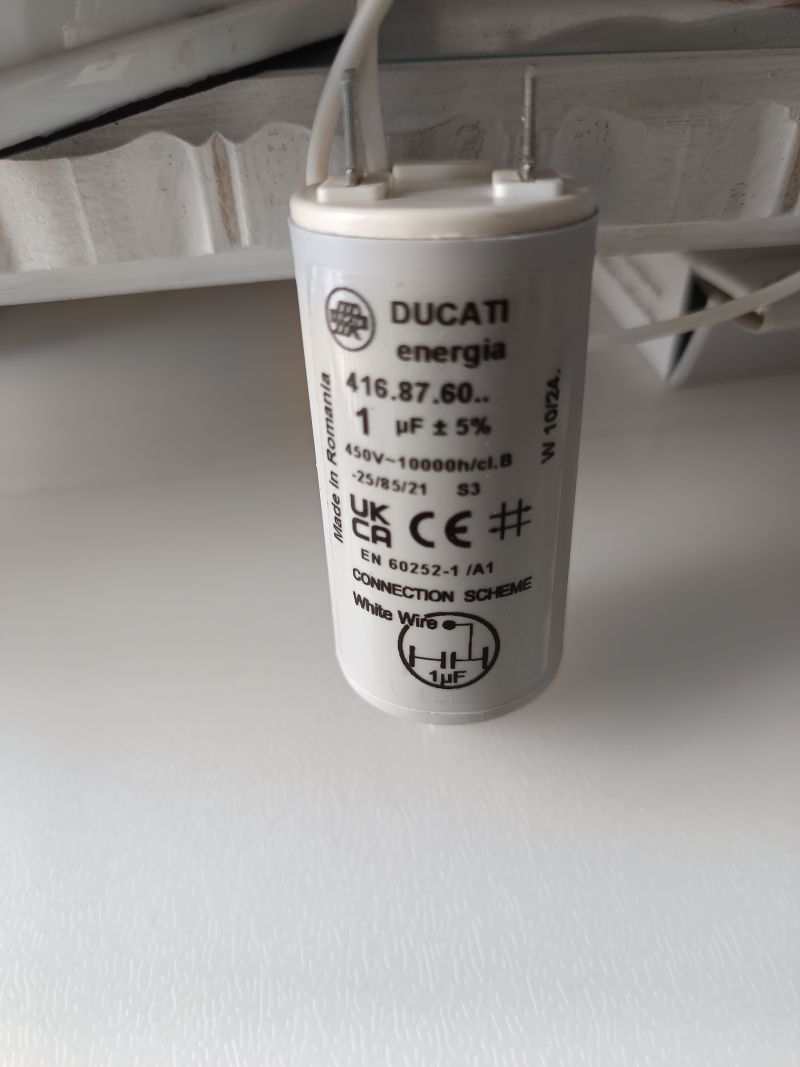 DUCATI
energia
416.87.60..
1 µF ± 5%
450V~10000h/cl.B
-25/85/21 S3
UK
CA CE #
EN 60252-1 /A1
CONNECTION SCHEME
White Wire
1µF
Made in Romania
W 10/24.